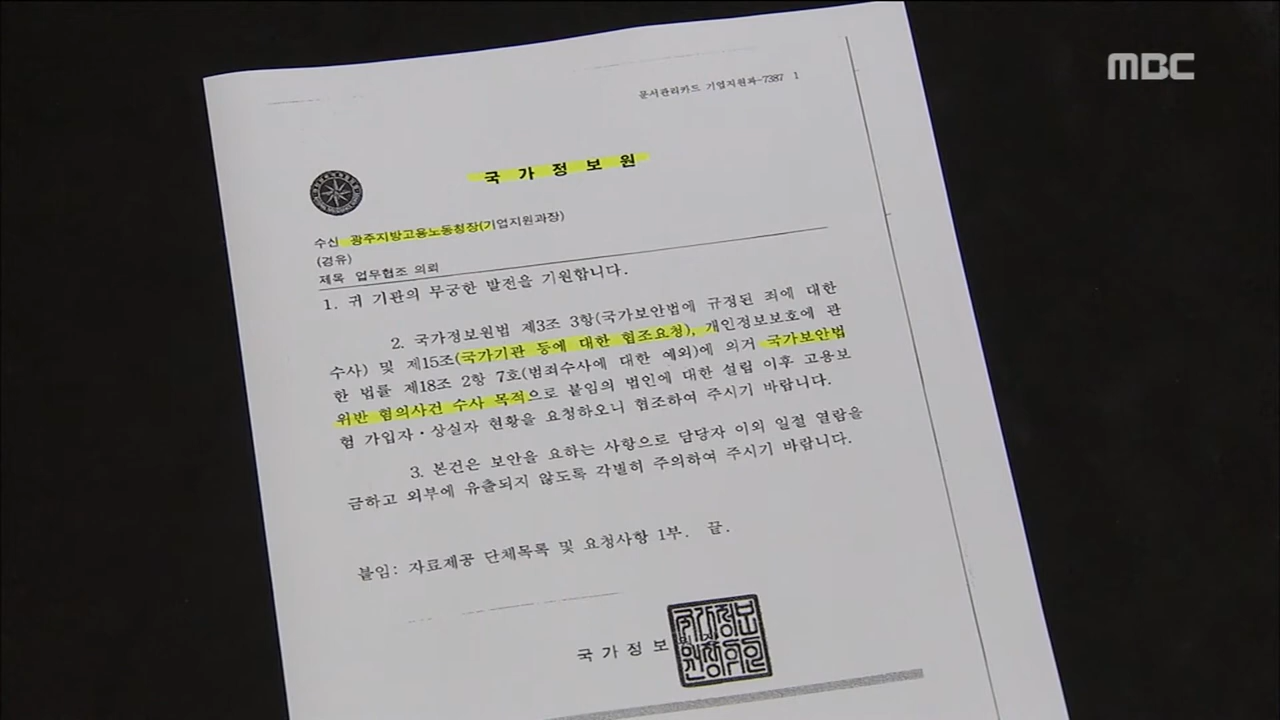 MBC
문서관리카드 기업지원과-7387 1
국 가 정 보 원
수신 광주지방고용노동청장(기업지원과장)
(경유)
제목 업무협조 의뢰
1. 귀 기관의 무궁한 발전을 기원합니다.
2. 국가정보원법 제3조 3항(국가보안법에 규정된 죄에 대한
수사) 및 제15조(국가기관 등에 대한 협조요청), 개인정보보호에 관
한 법률 제18조 2항 7호(범죄수사에 대한 예외)에 의거 국가보안법
위반 혐의사건 수사 목적으로 붙임의 법인에 대한 설립 이후 고용보
험 가입자·상실자 현황을 요청하오니 협조하여 주시기 바랍니다.
3. 본건은 보안을 요하는 사항으로 담당자 이외 일절 열람을
금하고 외부에 유출되지 않도록 각별히 주의하여 주시기 바랍니다.
붙임: 자료제공 단체목록 및 요청사항 1부. 끝.
국 가 정 보